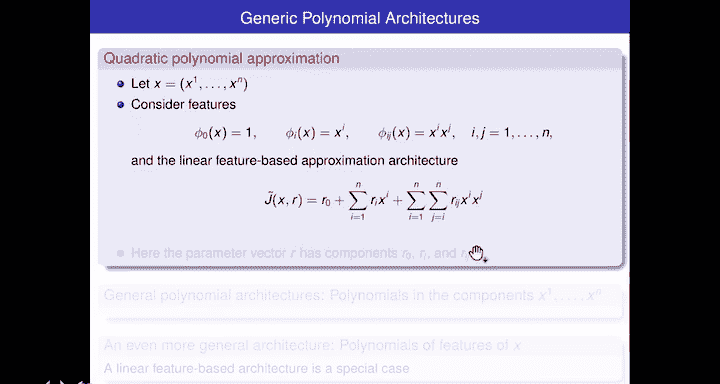 Generic Polynomial Architectures
Quadratic polynomial approximation
Let x = (x¹, . . . , xⁿ)
Consider features
ϕ₀(x) = 1, ϕᵢ(x) = xⁱ, ϕᵢⱼ(x) = xⁱxʲ, i, j = 1, . . . , n,
and the linear feature-based approximation architecture
J̃(x, r) = r₀ + ∑ᵢ₌₁ⁿ rᵢxⁱ + ∑ᵢ₌₁ⁿ ∑ⱼ₌ᵢⁿ rᵢⱼxⁱxʲ
Here the parameter vector r has components r₀, rᵢ, and
General polynomial architectures: Polynomials in the components x¹, . . . , xⁿ
An even more general architecture: Polynomials of features of x
A linear feature-based architecture is a special case